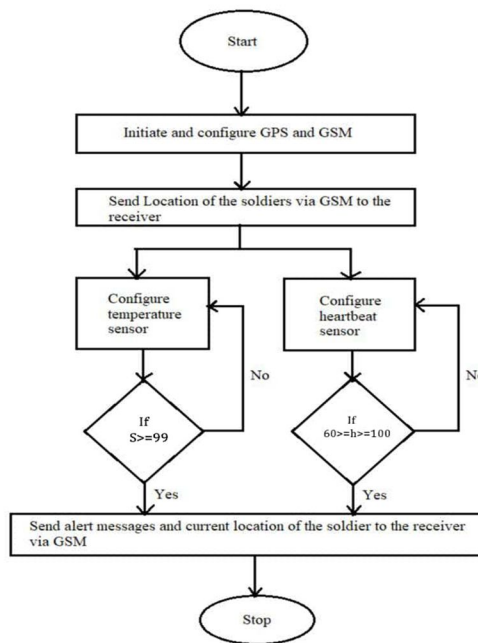 Start
Initiate and configure GPS and GSM
Send Location of the soldiers via GSM to the
receiver
Configure
temperature
sensor
Configure
heartbeat
sensor
No
No
If
S>=99
If
60>=h>=100
Yes
Yes
Send alert messages and current location of the soldier to the receiver
via GSM
Stop